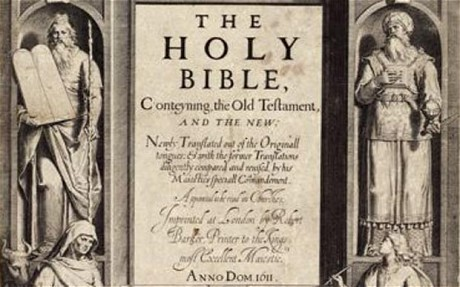 THE
HOLY
BIBLE,
Conteyning the Old Testament,
AND THE NEW:
Newly Translated out of the Originall
tongues: & with the former Translations
diligently compared and reuised, by his
Maiesties speciall Comandement.
Appointed to be read in Churches.
Imprinted at London by Robert
Barker, Printer to the Kings
most Excellent Maiestie.
ANNO DOM. 1611.